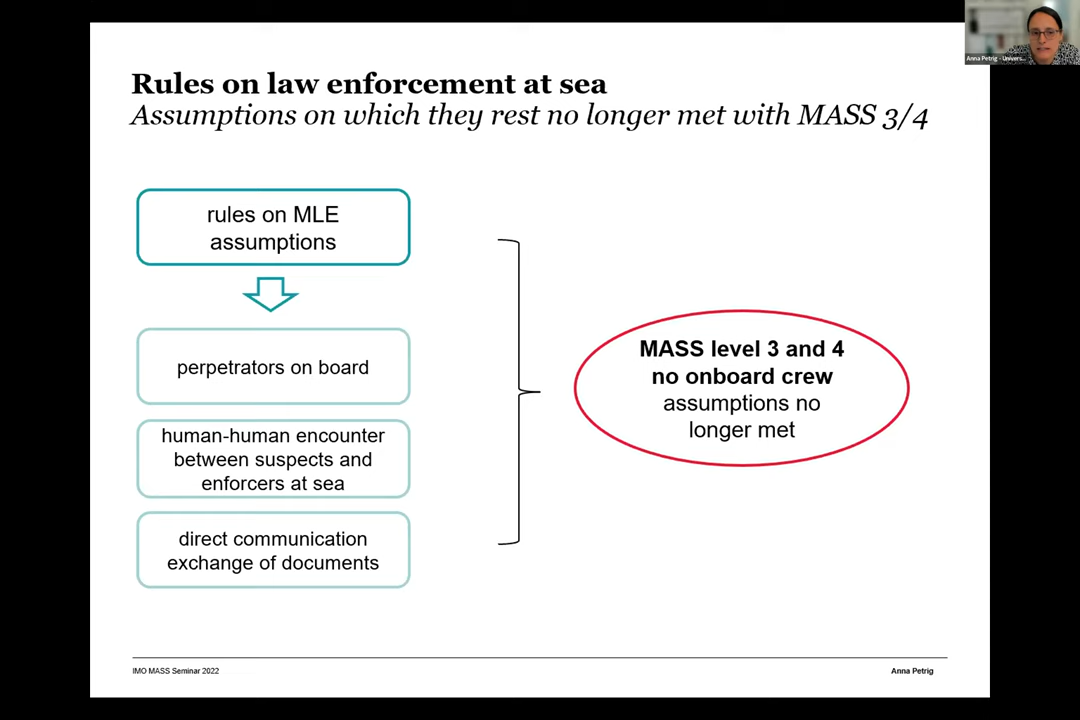 Rules on law enforcement at sea
Assumptions on which they rest no longer met with MASS 3/4
rules on MLE
assumptions
perpetrators on board
human-human encounter
between suspects and
enforcers at sea
direct communication
exchange of documents
MASS level 3 and 4
no onboard crew
assumptions no
longer met
IMO MASS Seminar 2022
Anna Petrig
Anna Petrig - Univers...